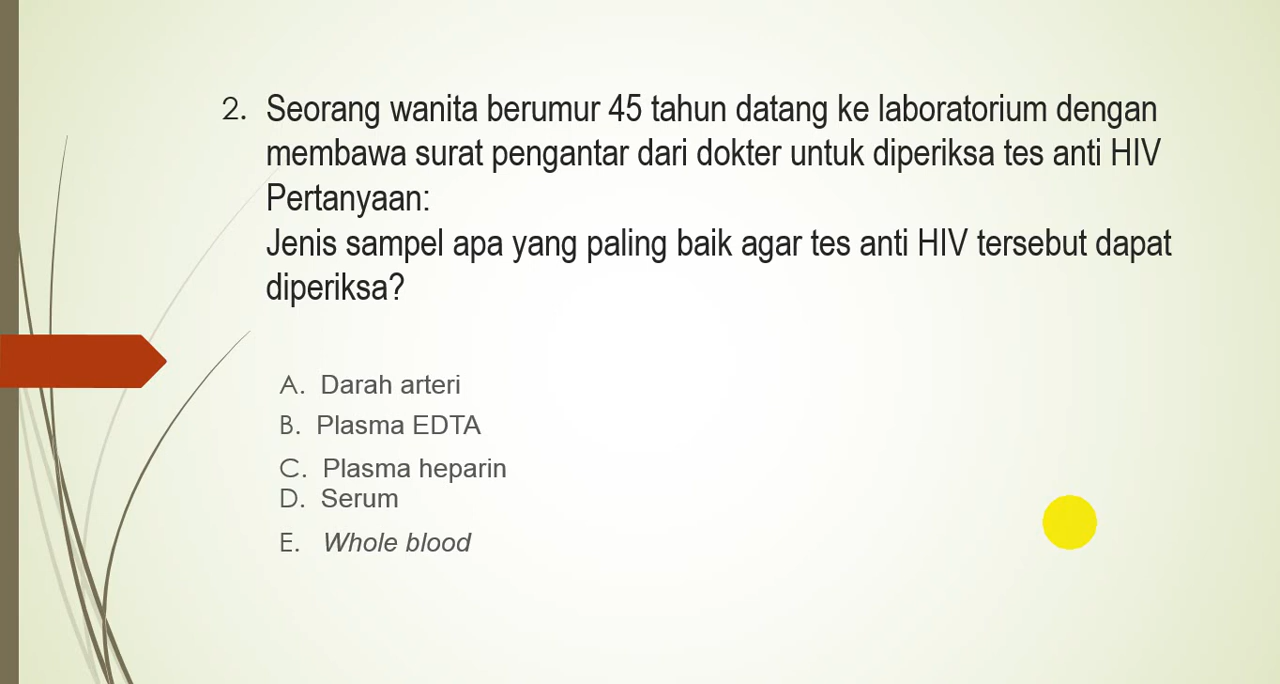 2. Seorang wanita berumur 45 tahun datang ke laboratorium dengan
membawa surat pengantar dari dokter untuk diperiksa tes anti HIV
Pertanyaan:
Jenis sampel apa yang paling baik agar tes anti HIV tersebut dapat
diperiksa?
A. Darah arteri
B. Plasma EDTA
C. Plasma heparin
D. Serum
E. Whole blood